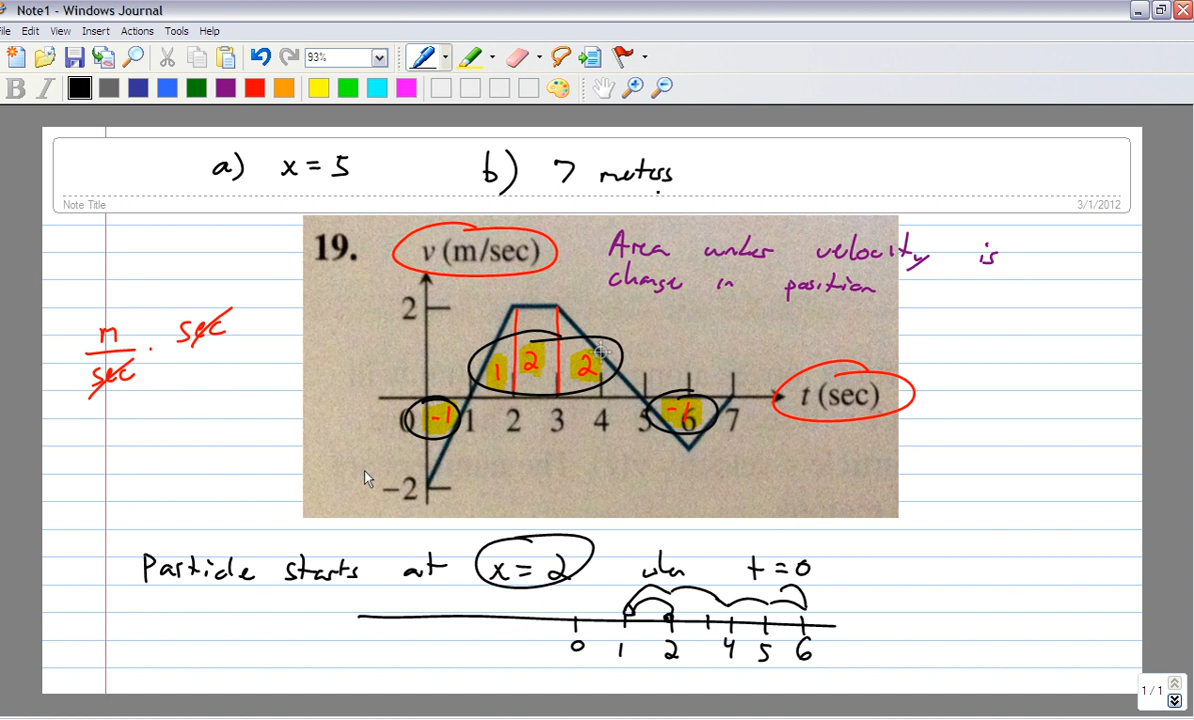 Note1 - Windows Journal
File Edit View Insert Actions Tools Help
93%
B I
a) x = 5 b) 7 meters
Note Title 3/1/2012
19. v (m/sec) Area under velocity is
change in position
2
m/sec · sec
1 2 2
t (sec)
0 -1 1 2 3 4 5 -1 6 7
-2
Particle starts at x = 2 when t = 0
0 1 2 4 5 6
1 / 1